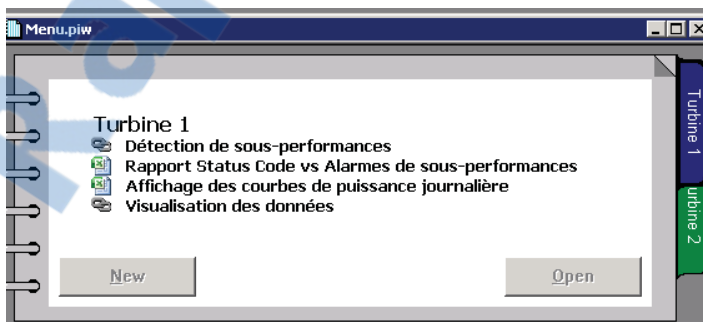 Menu.piw
Turbine 1
Détection de sous-performances
Rapport Status Code vs Alarmes de sous-performances
Affichage des courbes de puissance journalière
Visualisation des données
New
Open
Turbine 1
urbine 2